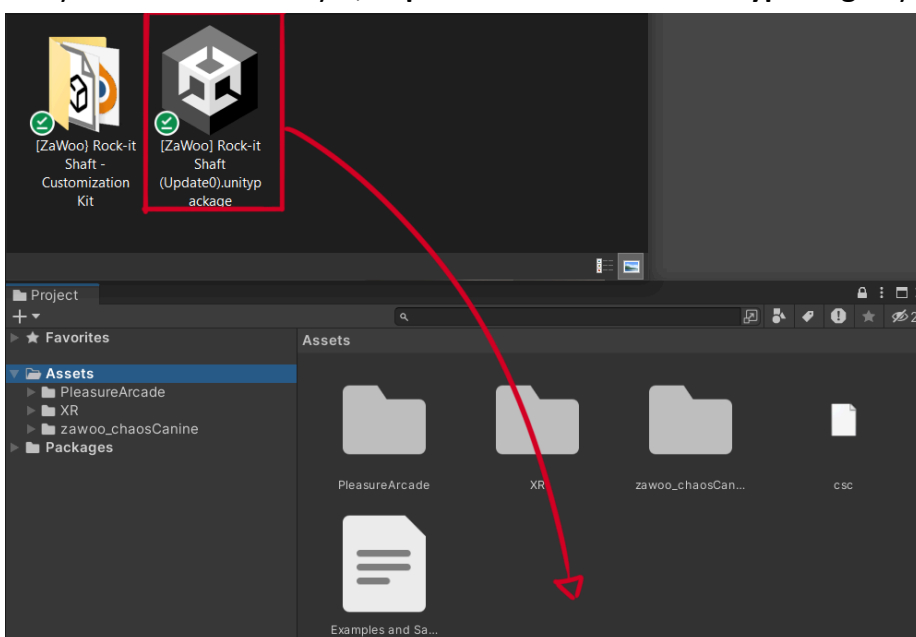 [ZaWoo} Rock-it
Shaft -
Customization
Kit
[ZaWoo] Rock-it
Shaft
(Update0).unityp
ackage
Project
Favorites
Assets
Assets
PleasureArcade
XR
zawoo_chaosCanine
Packages
PleasureArcade
XR
zawoo_chaosCan...
csc
Examples and Sa...